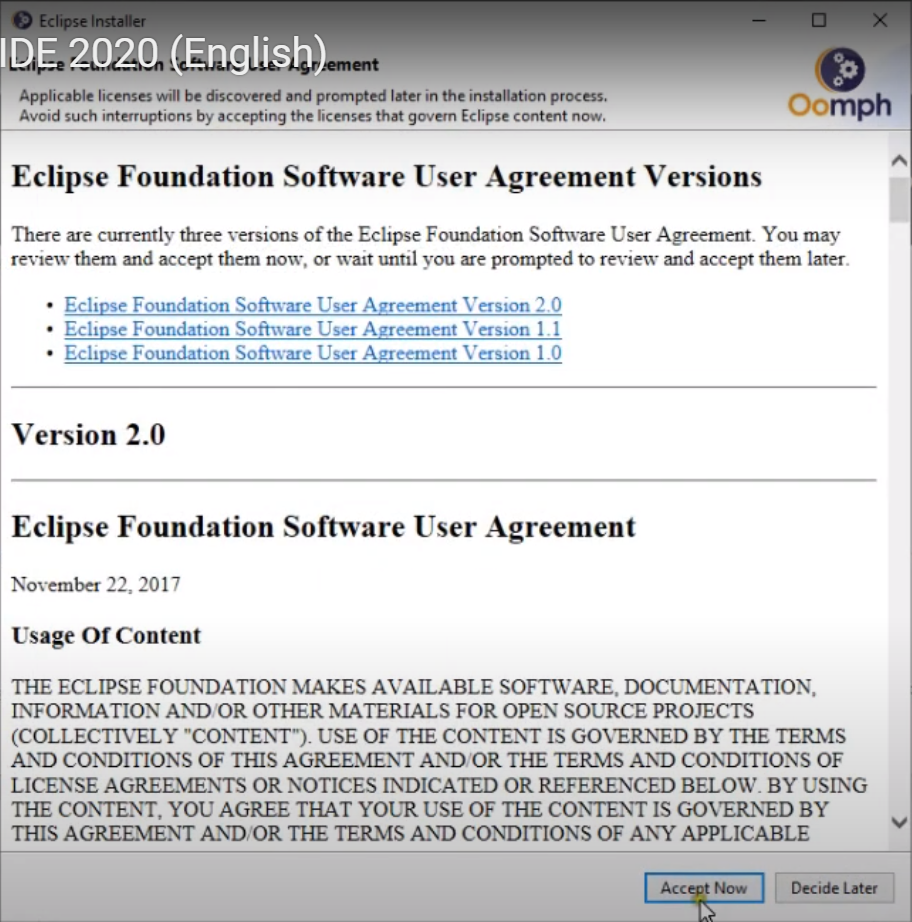 Eclipse Installer
IDE 2020 (English)
Eclipse Foundation Software User Agreement
Applicable licenses will be discovered and prompted later in the installation process.
Avoid such interruptions by accepting the licenses that govern Eclipse content now.
Oomph
Eclipse Foundation Software User Agreement Versions
There are currently three versions of the Eclipse Foundation Software User Agreement. You may
review them and accept them now, or wait until you are prompted to review and accept them later.
• Eclipse Foundation Software User Agreement Version 2.0
• Eclipse Foundation Software User Agreement Version 1.1
• Eclipse Foundation Software User Agreement Version 1.0
Version 2.0
Eclipse Foundation Software User Agreement
November 22, 2017
Usage Of Content
THE ECLIPSE FOUNDATION MAKES AVAILABLE SOFTWARE, DOCUMENTATION,
INFORMATION AND/OR OTHER MATERIALS FOR OPEN SOURCE PROJECTS
(COLLECTIVELY "CONTENT"). USE OF THE CONTENT IS GOVERNED BY THE TERMS
AND CONDITIONS OF THIS AGREEMENT AND/OR THE TERMS AND CONDITIONS OF
LICENSE AGREEMENTS OR NOTICES INDICATED OR REFERENCED BELOW. BY USING
THE CONTENT, YOU AGREE THAT YOUR USE OF THE CONTENT IS GOVERNED BY
THIS AGREEMENT AND/OR THE TERMS AND CONDITIONS OF ANY APPLICABLE
Accept Now
Decide Later